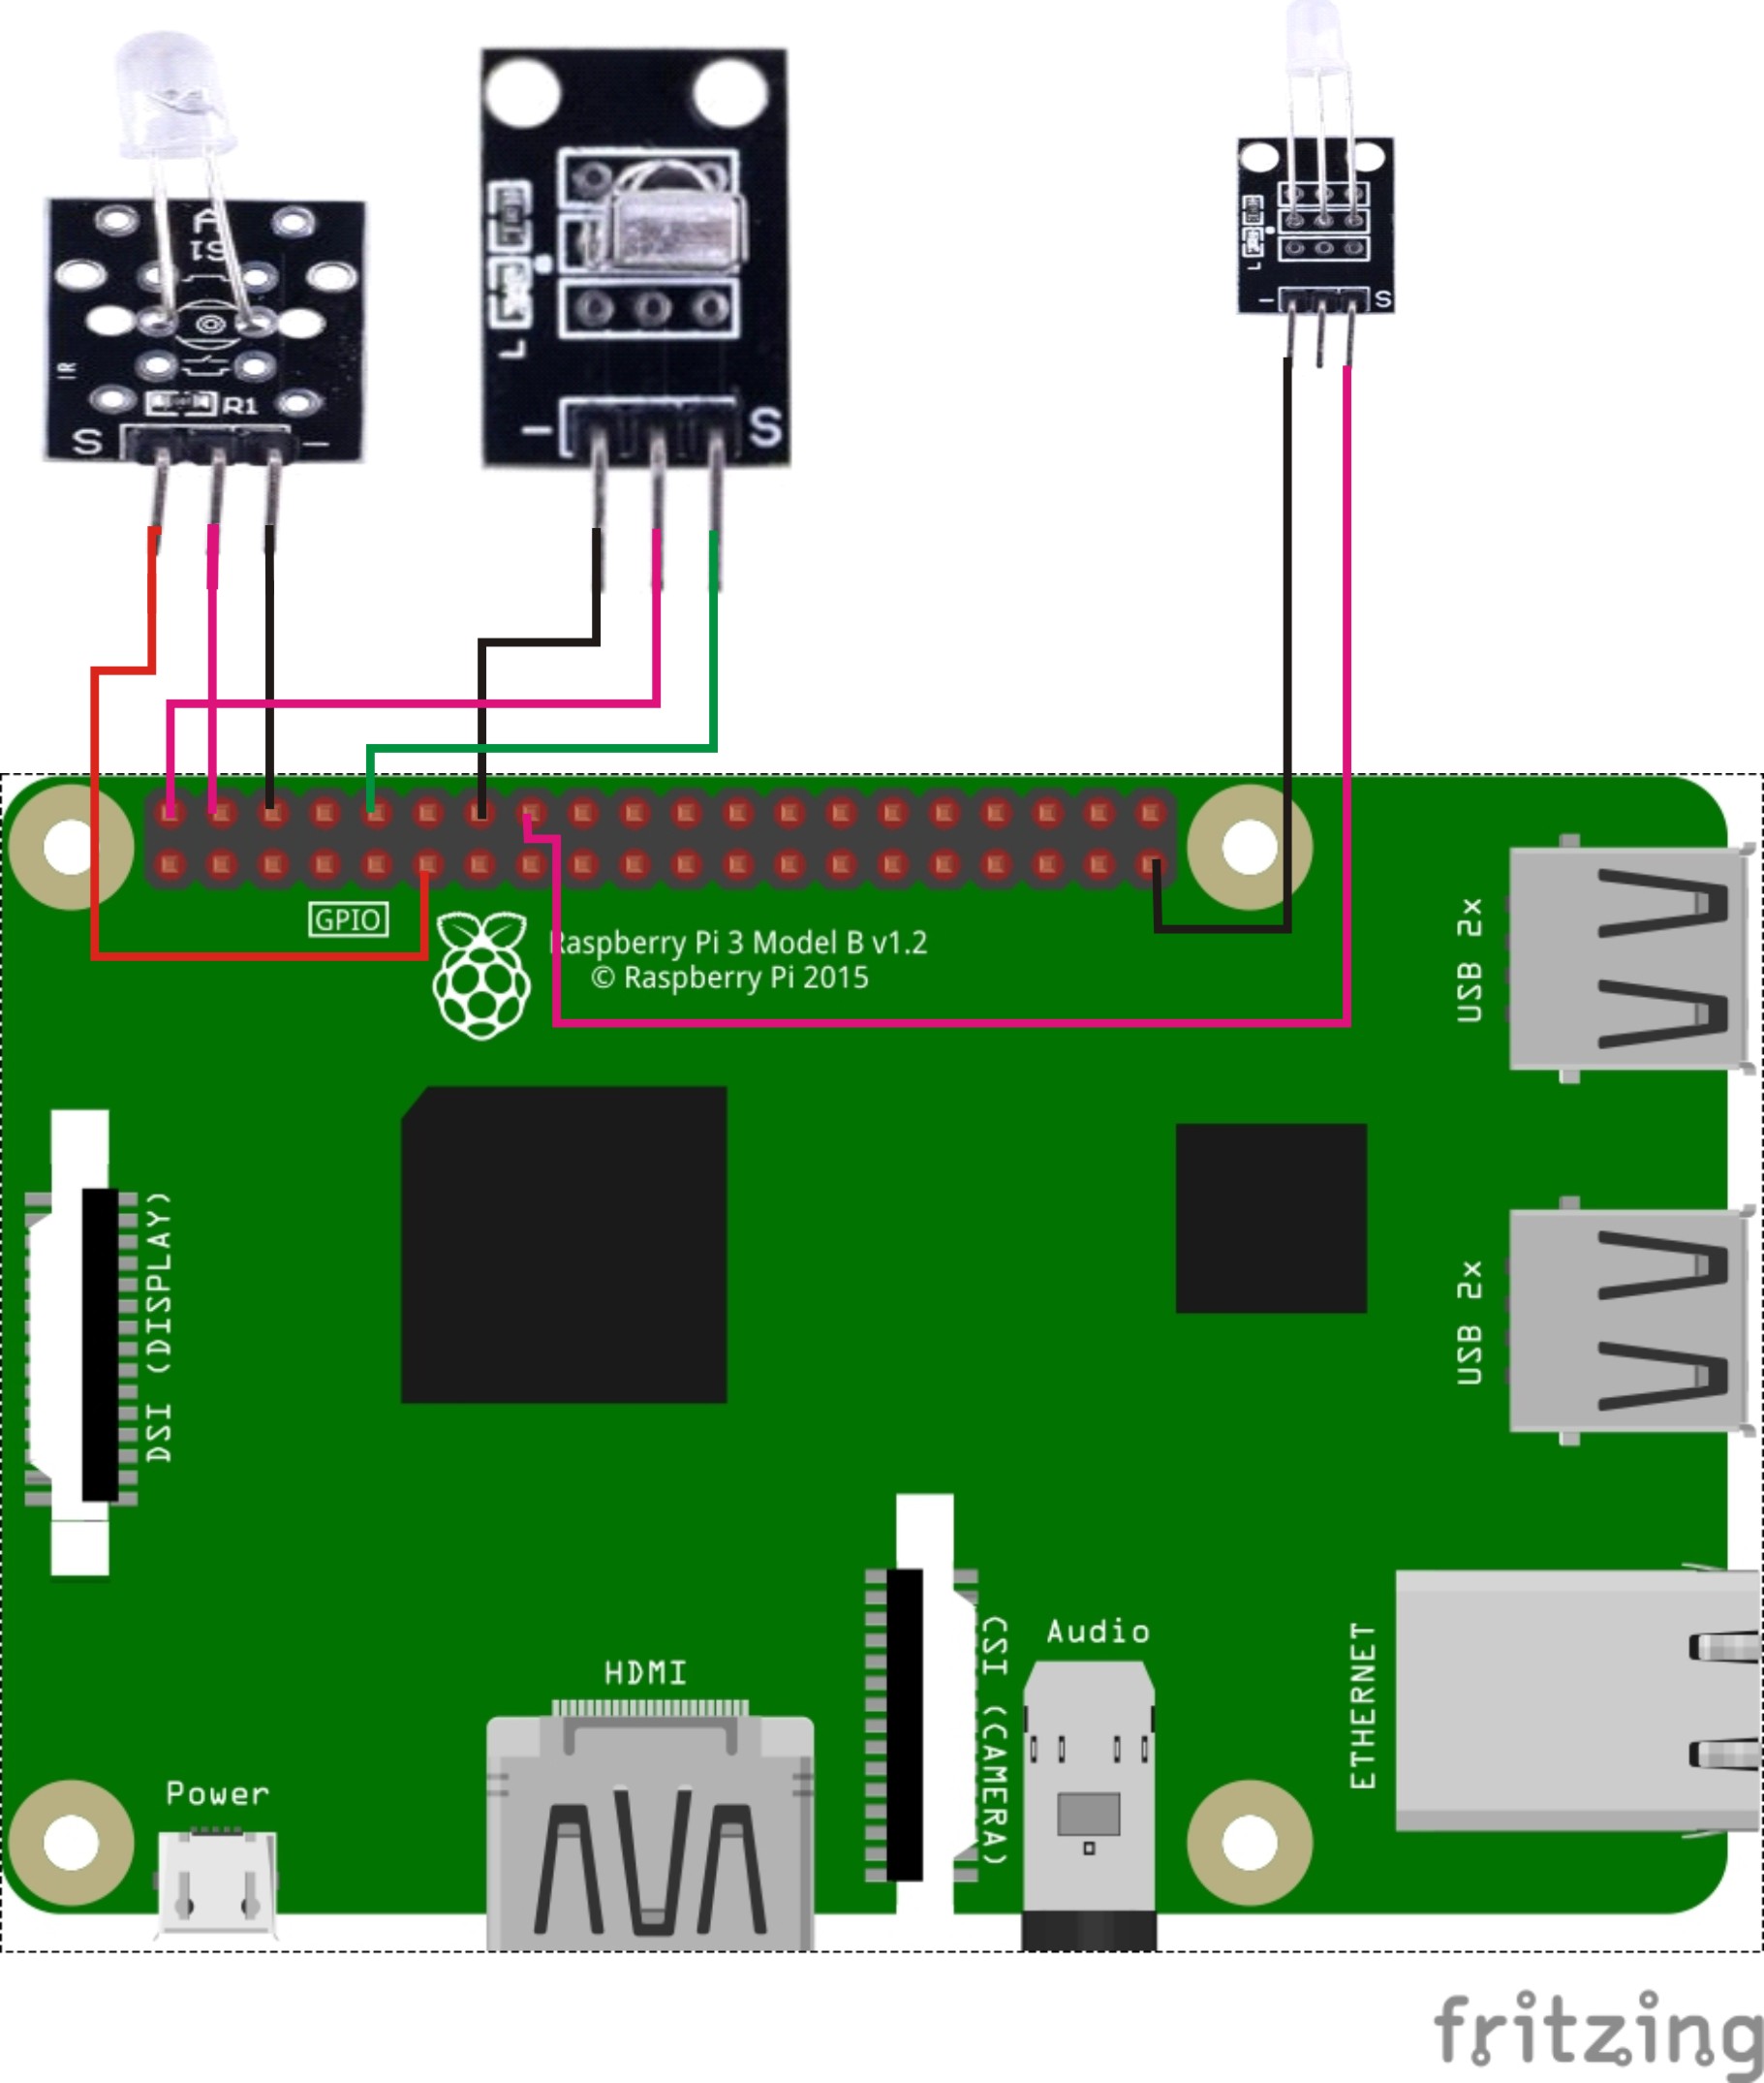 A
S1
IR
R1
S
−
L
−
S
L
−
S
GPIO
Raspberry Pi 3 Model B v1.2
© Raspberry Pi 2015
USB 2x
USB 2x
DSI (DISPLAY)
CSI (CAMERA)
Audio
HDMI
ETHERNET
Power
fritzing